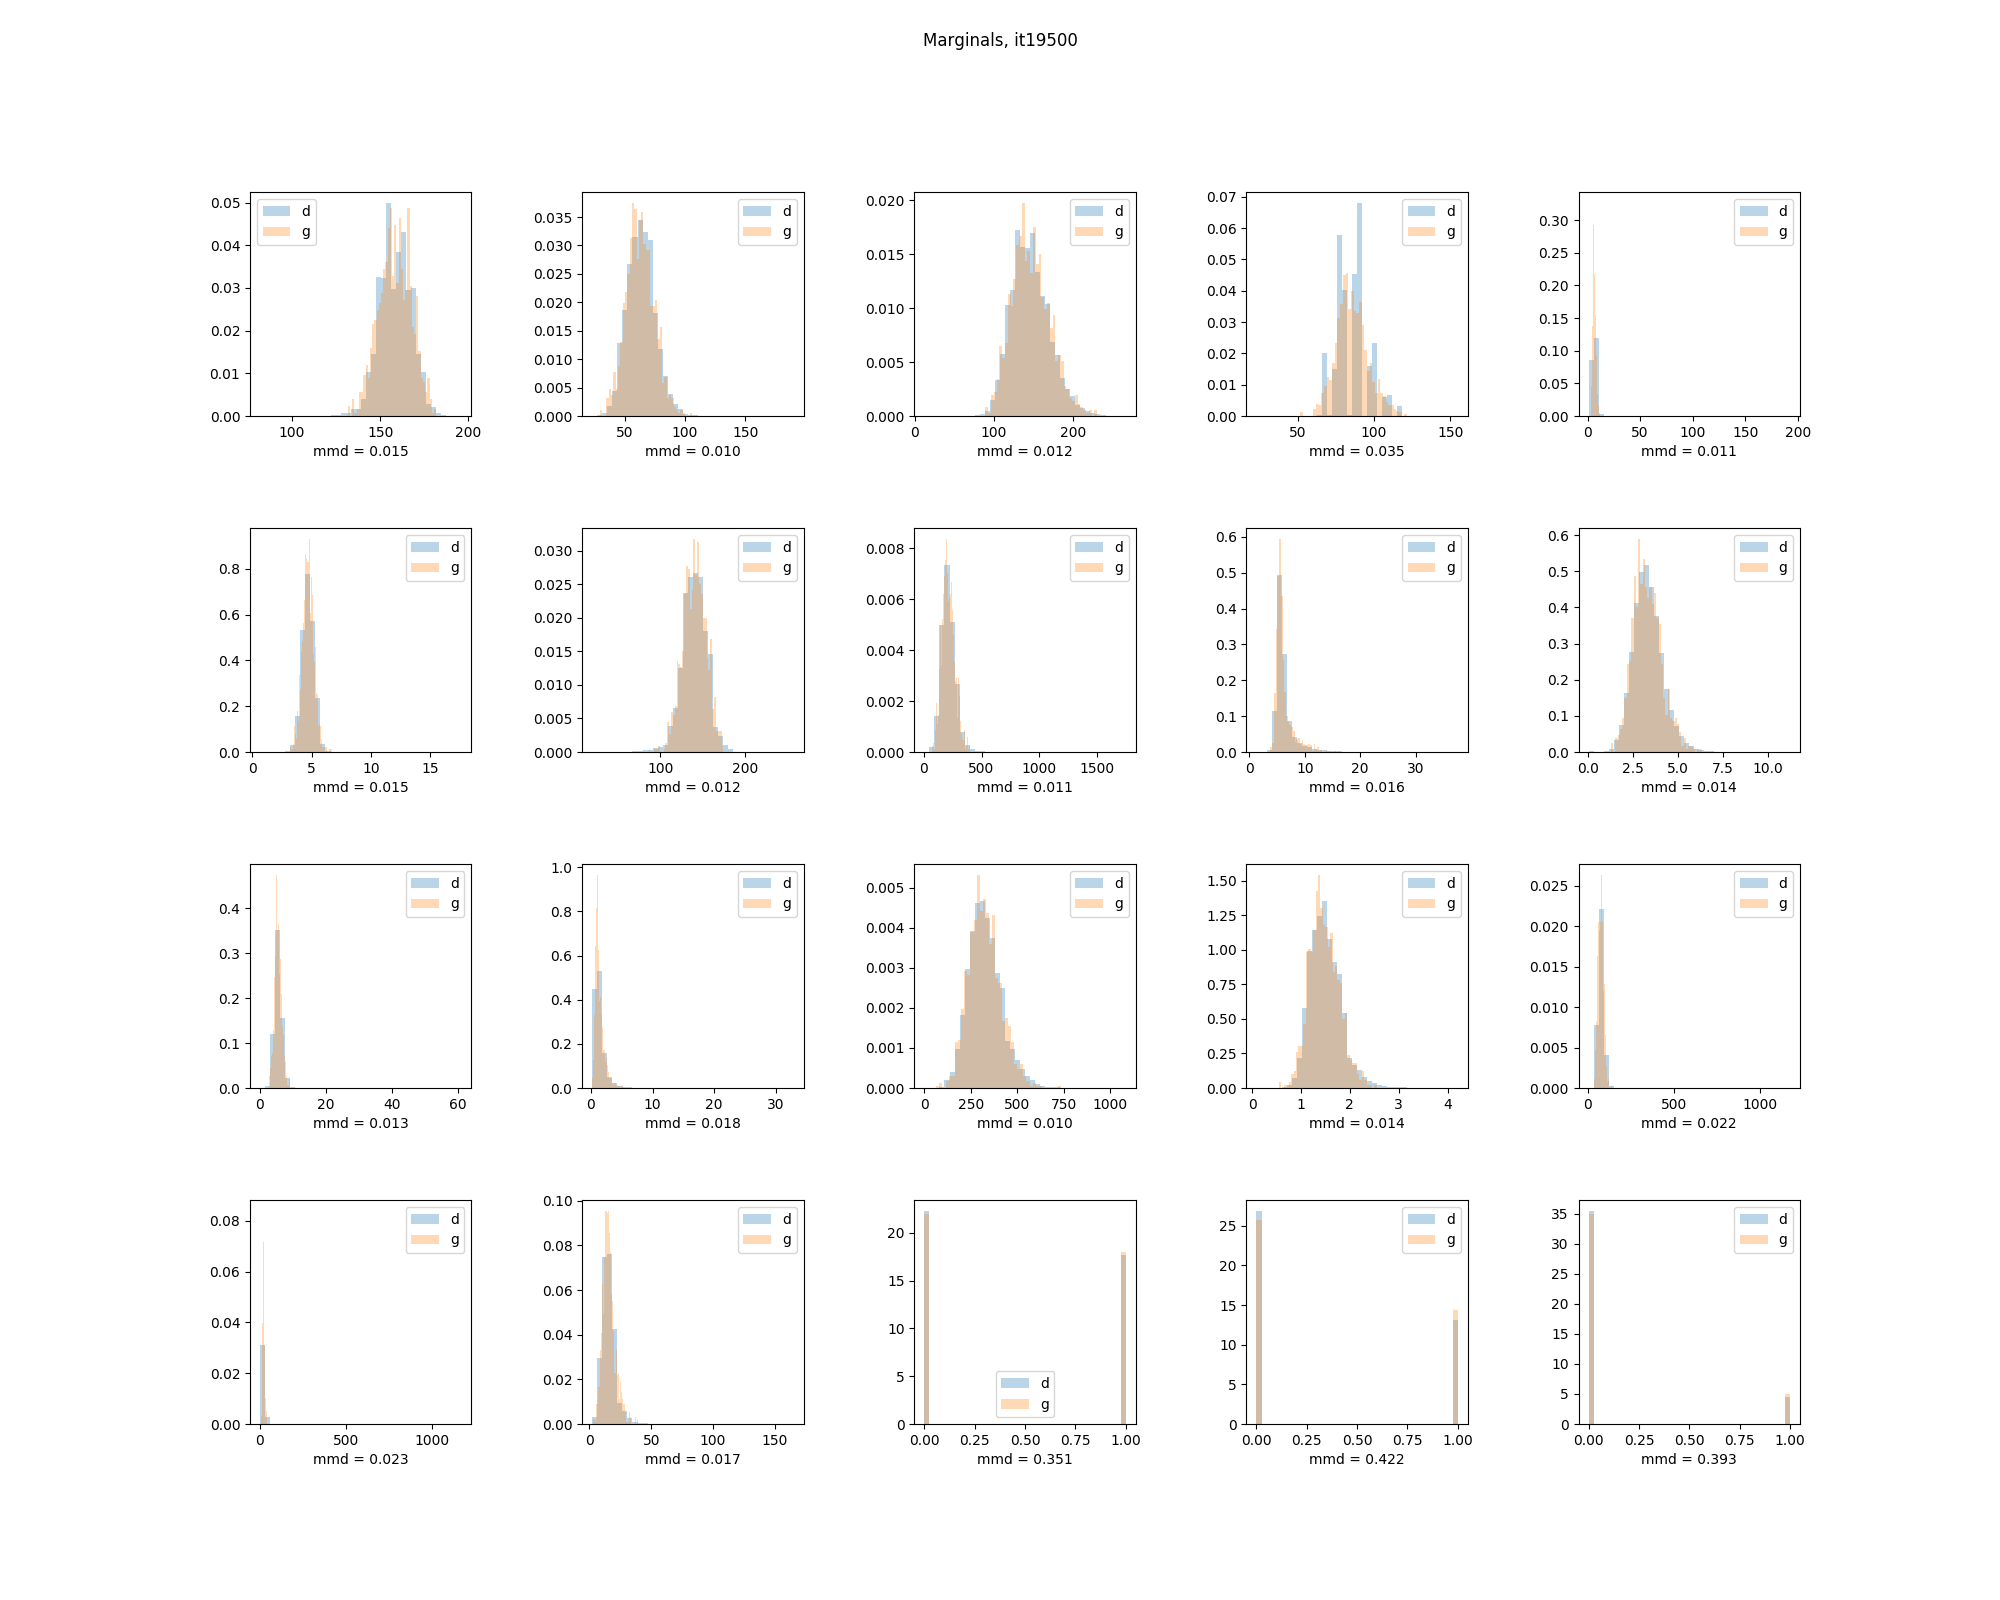 Marginals, it19500
0.05
0.04
0.03
0.02
0.01
0.00
d
g
100 150 200
mmd = 0.015
0.035
0.030
0.025
0.020
0.015
0.010
0.005
0.000
d
g
50 100 150
mmd = 0.010
0.020
0.015
0.010
0.005
0.000
d
g
0 100 200
mmd = 0.012
0.07
0.06
0.05
0.04
0.03
0.02
0.01
0.00
d
g
50 100 150
mmd = 0.035
0.30
0.25
0.20
0.15
0.10
0.05
0.00
d
g
0 50 100 150 200
mmd = 0.011
0.8
0.6
0.4
0.2
0.0
d
g
0 5 10 15
mmd = 0.015
0.030
0.025
0.020
0.015
0.010
0.005
0.000
d
g
100 200
mmd = 0.012
0.008
0.006
0.004
0.002
0.000
d
g
0 500 1000 1500
mmd = 0.011
0.6
0.5
0.4
0.3
0.2
0.1
0.0
d
g
0 10 20 30
mmd = 0.016
0.6
0.5
0.4
0.3
0.2
0.1
0.0
d
g
0.0 2.5 5.0 7.5 10.0
mmd = 0.014
0.4
0.3
0.2
0.1
0.0
d
g
0 20 40 60
mmd = 0.013
1.0
0.8
0.6
0.4
0.2
0.0
d
g
0 10 20 30
mmd = 0.018
0.005
0.004
0.003
0.002
0.001
0.000
d
g
0 250 500 750 1000
mmd = 0.010
1.50
1.25
1.00
0.75
0.50
0.25
0.00
d
g
0 1 2 3 4
mmd = 0.014
0.025
0.020
0.015
0.010
0.005
0.000
d
g
0 500 1000
mmd = 0.022
0.08
0.06
0.04
0.02
0.00
d
g
0 500 1000
mmd = 0.023
0.10
0.08
0.06
0.04
0.02
0.00
d
g
0 50 100 150
mmd = 0.017
20
15
10
5
0
d
g
0.00 0.25 0.50 0.75 1.00
mmd = 0.351
25
20
15
10
5
0
d
g
0.00 0.25 0.50 0.75 1.00
mmd = 0.422
35
30
25
20
15
10
5
0
d
g
0.00 0.25 0.50 0.75 1.00
mmd = 0.393